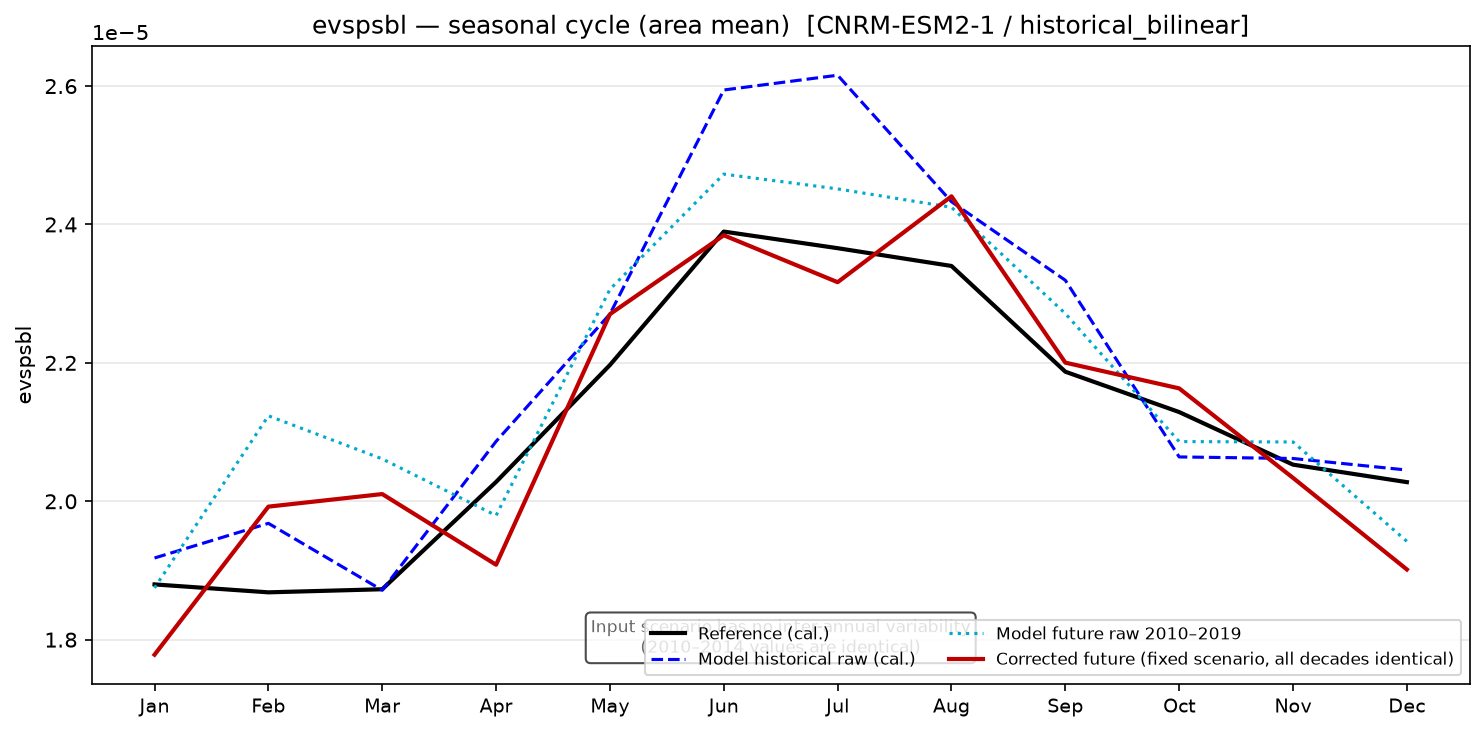 evspsbl — seasonal cycle (area mean)  [CNRM-ESM2-1 / historical_bilinear]
1e−5
2.6
2.4
2.2
2.0
1.8
evspsbl
Input scenario has no inter-annual variability
(2010–2014 values are identical)
Reference (cal.)
Model historical raw (cal.)
Model future raw 2010–2019
Corrected future (fixed scenario, all decades identical)
Jan Feb Mar Apr May Jun Jul Aug Sep Oct Nov Dec